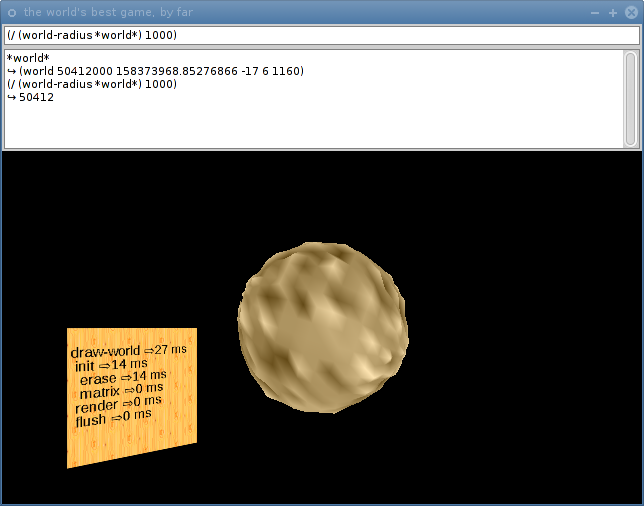 the world's best game, by far
(/ (world-radius *world*) 1000)
*world*
↪ (world 50412000 158373968.85276866 -17 6 1160)
(/ (world-radius *world*) 1000)
↪ 50412
draw-world ⇨27 ms
init ⇨14 ms
erase ⇨14 ms
matrix ⇨0 ms
render ⇨0 ms
flush ⇨0 ms